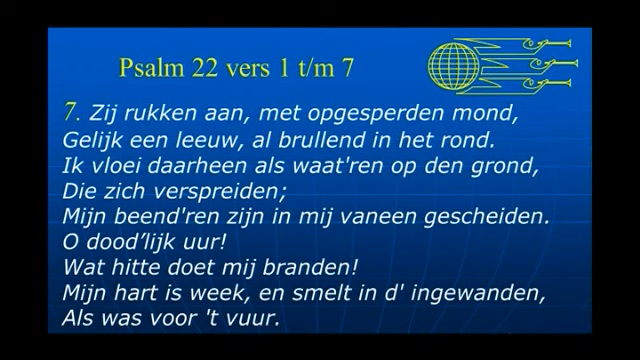 Psalm 22 vers 1 t/m 7
7. Zij rukken aan, met opgesperden mond,
Gelijk een leeuw, al brullend in het rond.
Ik vloei daarheen als waat'ren op den grond,
Die zich verspreiden;
Mijn beend'ren zijn in mij vaneen gescheiden.
O dood’lijk uur!
Wat hitte doet mij branden!
Mijn hart is week, en smelt in d' ingewanden,
Als was voor 't vuur.